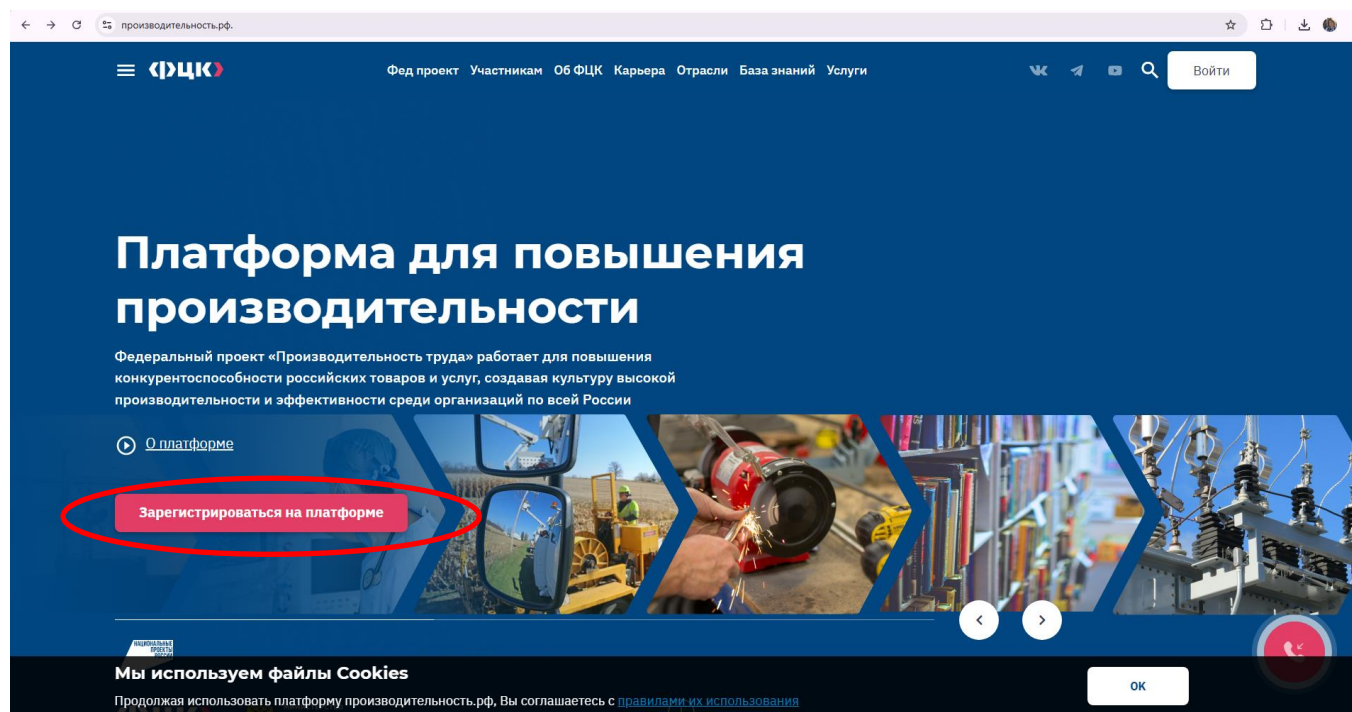 производительность.рф.
ФЦК
Фед проект Участникам Об ФЦК Карьера Отрасли База знаний Услуги
Войти
Платформа для повышения
производительности
Федеральный проект «Производительность труда» работает для повышения
конкурентоспособности российских товаров и услуг, создавая культуру высокой
производительности и эффективности среди организаций по всей России
О платформе
Зарегистрироваться на платформе
НАЦИОНАЛЬНЫЕ
ПРОЕКТЫ
РОССИИ
Мы используем файлы Cookies
Продолжая использовать платформу производительность.рф, Вы соглашаетесь с правилами их использования
ОК